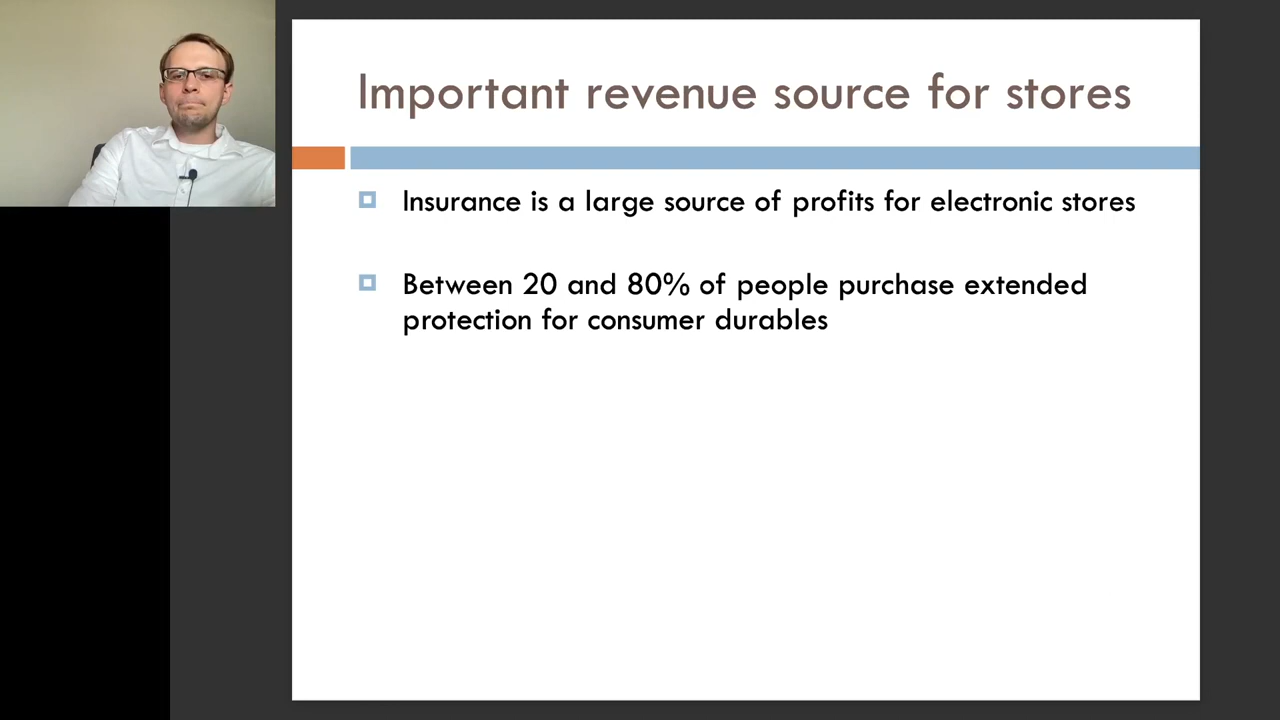 Important revenue source for stores
Insurance is a large source of profits for electronic stores
Between 20 and 80% of people purchase extended
protection for consumer durables